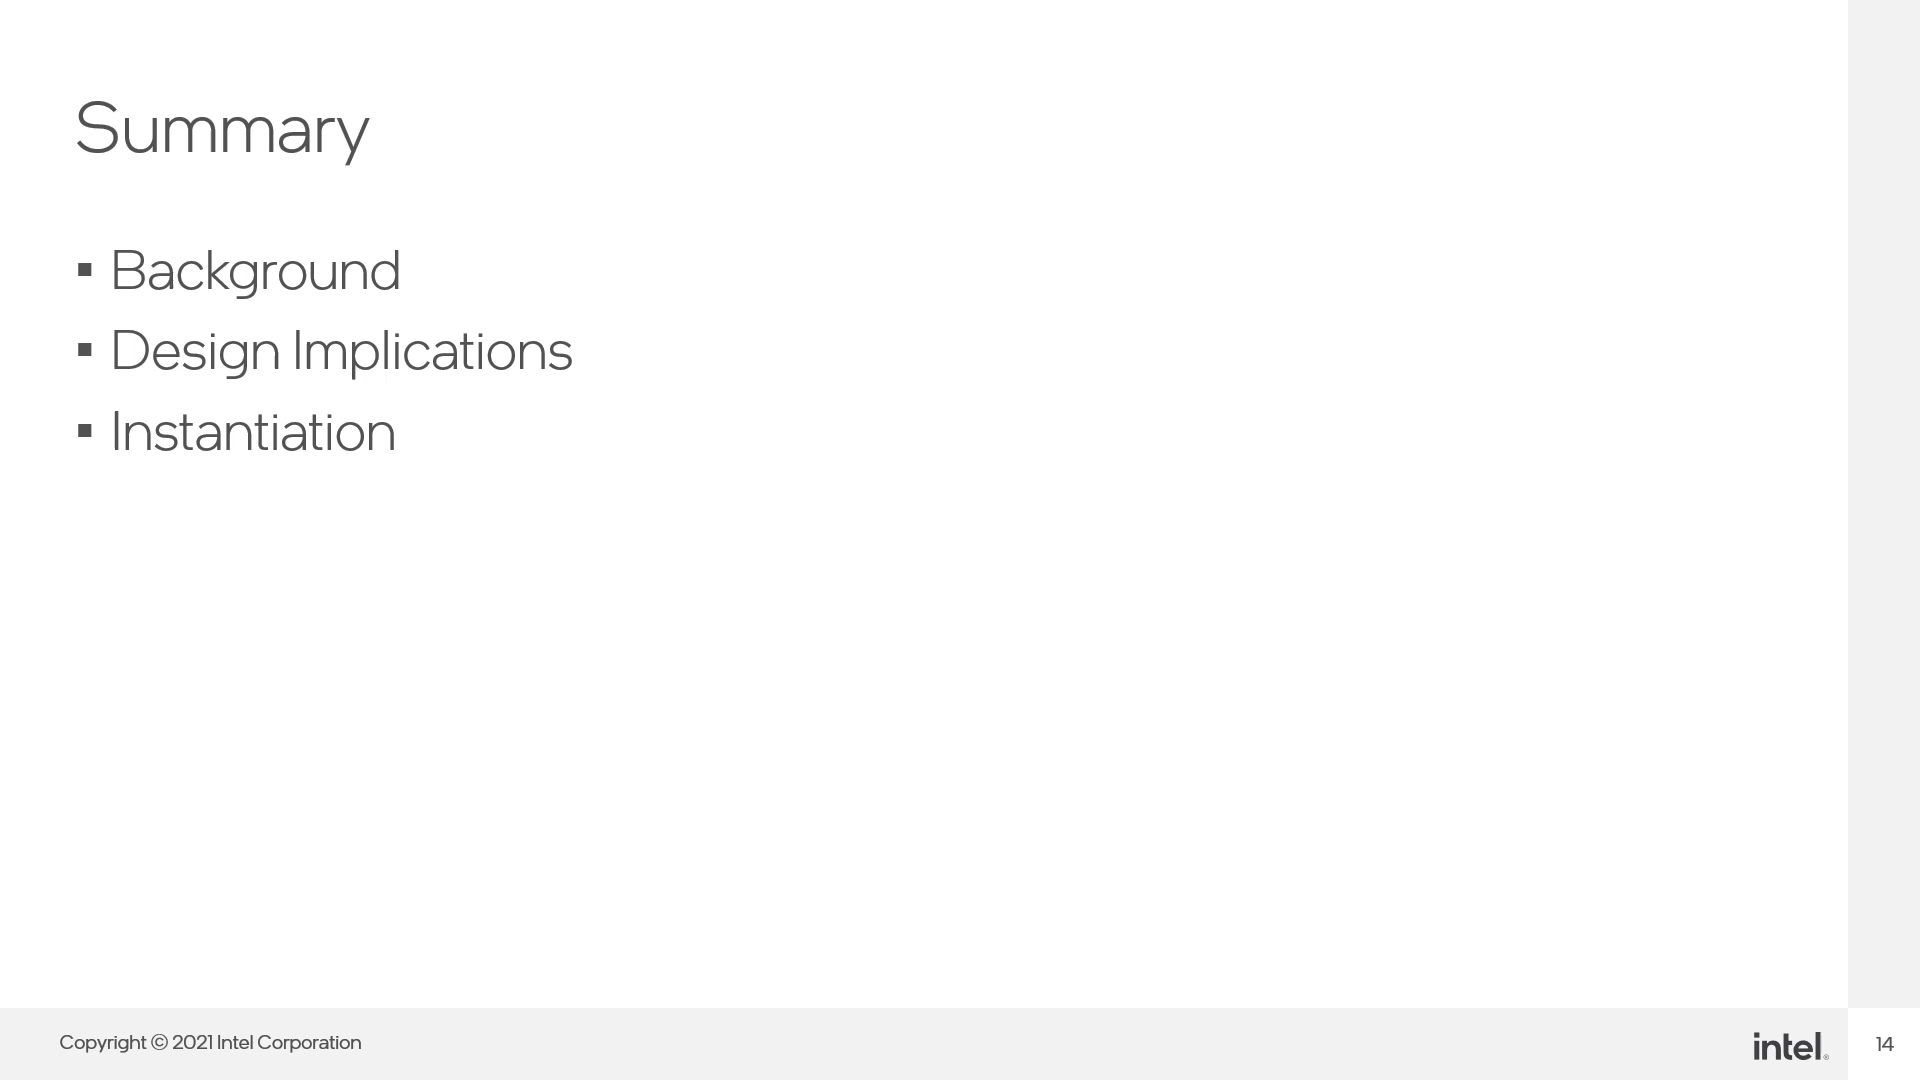 Summary
▪ Background
▪ Design Implications
▪ Instantiation
Copyright © 2021 Intel Corporation
intel®
14